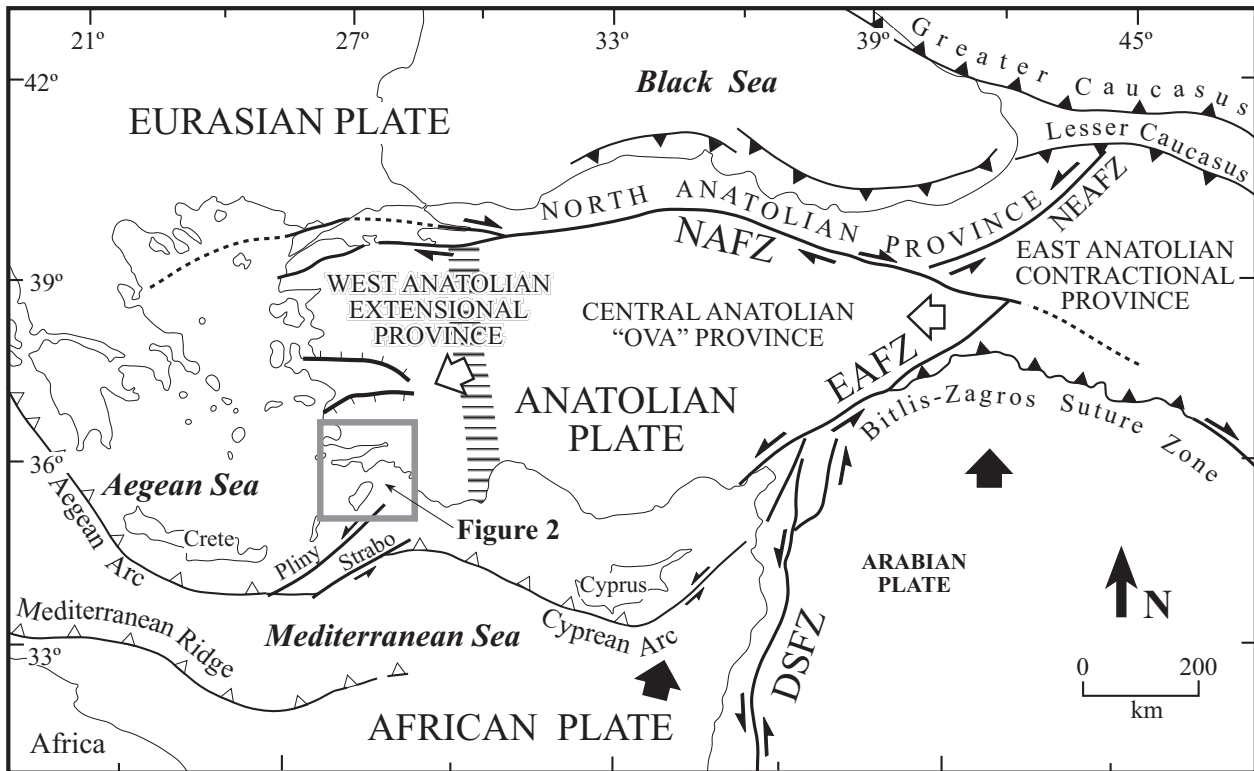 21º 27º 33º 39º 45º
42º
39º
36º
33º
Greater Caucasus
Lesser Caucasus
Black Sea
EURASIAN PLATE
NORTH ANATOLIAN PROVINCE
NAFZ
NEAFZ
EAST ANATOLIAN
CONTRACTIONAL
PROVINCE
WEST ANATOLIAN
EXTENSIONAL
PROVINCE
CENTRAL ANATOLIAN
“OVA” PROVINCE
EAFZ
ANATOLIAN
PLATE
Bitlis-Zagros Suture Zone
Aegean Sea
Aegean Arc
Figure 2
Crete
Pliny
Strabo
Cyprus
Cyprean Arc
ARABIAN
PLATE
N
Mediterranean Ridge
Mediterranean Sea
DSFZ
0 200
km
AFRICAN PLATE
Africa